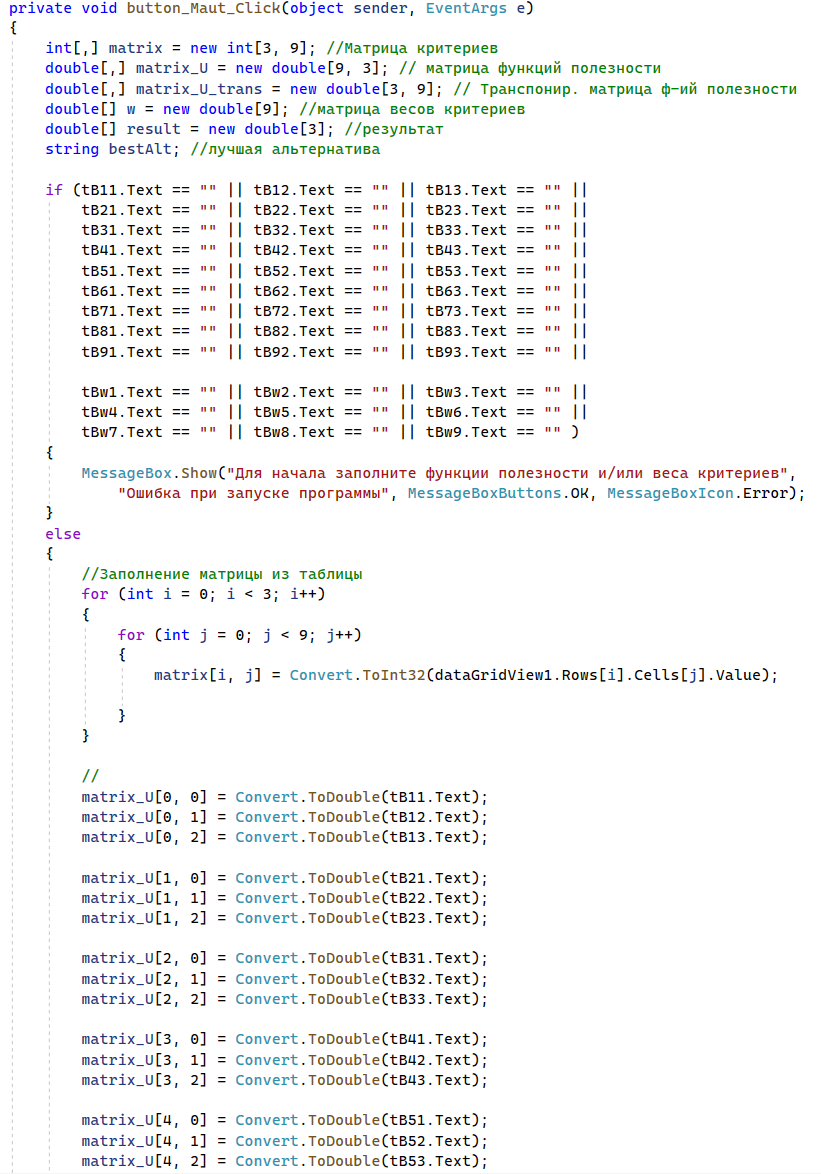 private void button_Maut_Click(object sender, EventArgs e)
{
    int[,] matrix = new int[3, 9]; //Матрица критериев
    double[,] matrix_U = new double[9, 3]; // матрица функций полезности
    double[,] matrix_U_trans = new double[3, 9]; // Транспонир. матрица ф-ий полезности
    double[] w = new double[9]; //матрица весов критериев
    double[] result = new double[3]; //результат
    string bestAlt; //лучшая альтернатива

    if (tB11.Text == "" || tB12.Text == "" || tB13.Text == "" ||
        tB21.Text == "" || tB22.Text == "" || tB23.Text == "" ||
        tB31.Text == "" || tB32.Text == "" || tB33.Text == "" ||
        tB41.Text == "" || tB42.Text == "" || tB43.Text == "" ||
        tB51.Text == "" || tB52.Text == "" || tB53.Text == "" ||
        tB61.Text == "" || tB62.Text == "" || tB63.Text == "" ||
        tB71.Text == "" || tB72.Text == "" || tB73.Text == "" ||
        tB81.Text == "" || tB82.Text == "" || tB83.Text == "" ||
        tB91.Text == "" || tB92.Text == "" || tB93.Text == "" ||

        tBw1.Text == "" || tBw2.Text == "" || tBw3.Text == "" ||
        tBw4.Text == "" || tBw5.Text == "" || tBw6.Text == "" ||
        tBw7.Text == "" || tBw8.Text == "" || tBw9.Text == "" )
    {
        MessageBox.Show("Для начала заполните функции полезности и/или веса критериев",
            "Ошибка при запуске программы", MessageBoxButtons.OK, MessageBoxIcon.Error);
    }
    else
    {
        //Заполнение матрицы из таблицы
        for (int i = 0; i < 3; i++)
        {
            for (int j = 0; j < 9; j++)
            {
                matrix[i, j] = Convert.ToInt32(dataGridView1.Rows[i].Cells[j].Value);

            }
        }

        //
        matrix_U[0, 0] = Convert.ToDouble(tB11.Text);
        matrix_U[0, 1] = Convert.ToDouble(tB12.Text);
        matrix_U[0, 2] = Convert.ToDouble(tB13.Text);

        matrix_U[1, 0] = Convert.ToDouble(tB21.Text);
        matrix_U[1, 1] = Convert.ToDouble(tB22.Text);
        matrix_U[1, 2] = Convert.ToDouble(tB23.Text);

        matrix_U[2, 0] = Convert.ToDouble(tB31.Text);
        matrix_U[2, 1] = Convert.ToDouble(tB32.Text);
        matrix_U[2, 2] = Convert.ToDouble(tB33.Text);

        matrix_U[3, 0] = Convert.ToDouble(tB41.Text);
        matrix_U[3, 1] = Convert.ToDouble(tB42.Text);
        matrix_U[3, 2] = Convert.ToDouble(tB43.Text);

        matrix_U[4, 0] = Convert.ToDouble(tB51.Text);
        matrix_U[4, 1] = Convert.ToDouble(tB52.Text);
        matrix_U[4, 2] = Convert.ToDouble(tB53.Text);